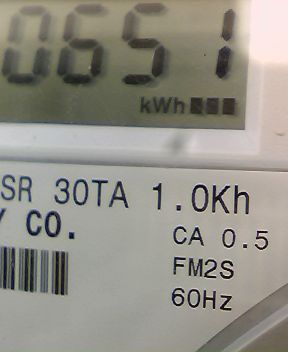 0651
kWh
SR 30TA 1.0Kh
Y CO.
CA 0.5
FM2S
60Hz